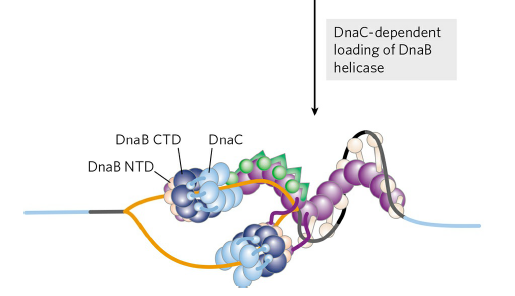 DnaC-dependent
loading of DnaB
helicase
DnaB CTD
DnaC
DnaB NTD